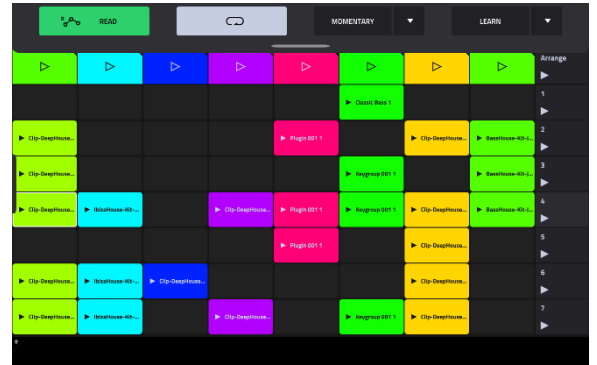 READ MOMENTARY LEARN
Arrange
1
Classic Bass 1
2
Clip-DeepHouse... Plugin 001 1 Clip-DeepHouse... BassHouse-Kit-J...
3
Clip-DeepHouse... Keygroup 001 1 BassHouse-Kit-J...
4
Clip-DeepHouse... IbizaHouse-Kit-... Clip-DeepHouse... Plugin 001 1 Keygroup 001 1 Clip-DeepHouse... BassHouse-Kit-J...
5
Plugin 001 1 Clip-DeepHouse...
6
Clip-DeepHouse... IbizaHouse-Kit-... Clip-DeepHouse... Clip-DeepHouse...
7
Clip-DeepHouse... IbizaHouse-Kit-... Clip-DeepHouse... Keygroup 001 1 Clip-DeepHouse...